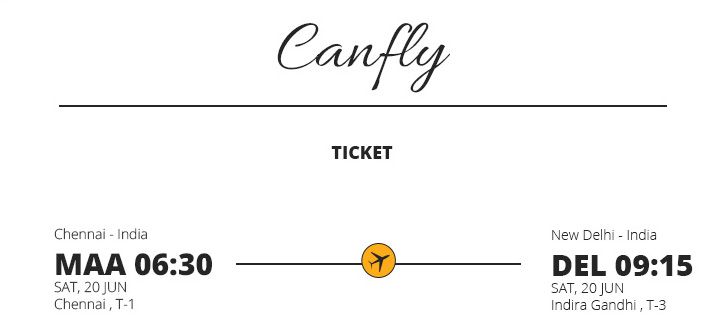 Canfly
TICKET
Chennai - India
MAA 06:30
SAT, 20 JUN
Chennai , T-1
New Delhi - India
DEL 09:15
SAT, 20 JUN
Indira Gandhi , T-3